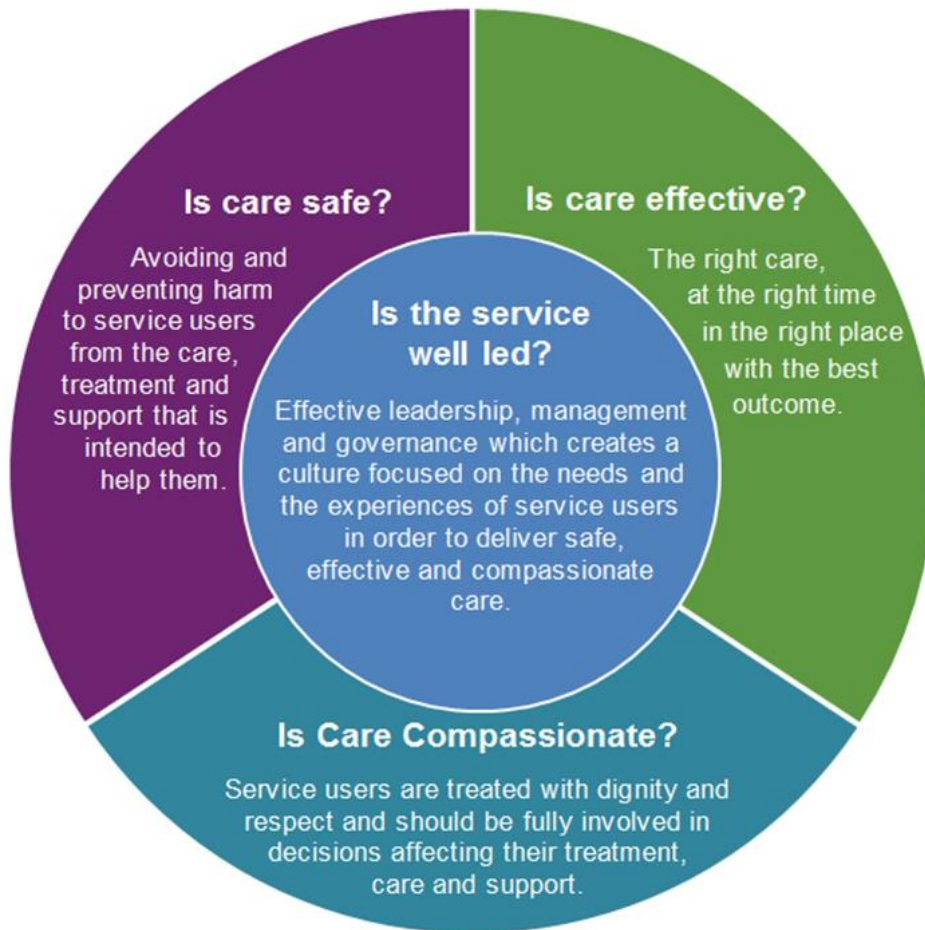 Is care safe?
Avoiding and
preventing harm
to service users
from the care,
treatment and
support that is
intended to
help them.
Is care effective?
The right care,
at the right time
in the right place
with the best
outcome.
Is the service
well led?
Effective leadership, management
and governance which creates a
culture focused on the needs and
the experiences of service users
in order to deliver safe,
effective and compassionate
care.
Is Care Compassionate?
Service users are treated with dignity and
respect and should be fully involved in
decisions affecting their treatment,
care and support.